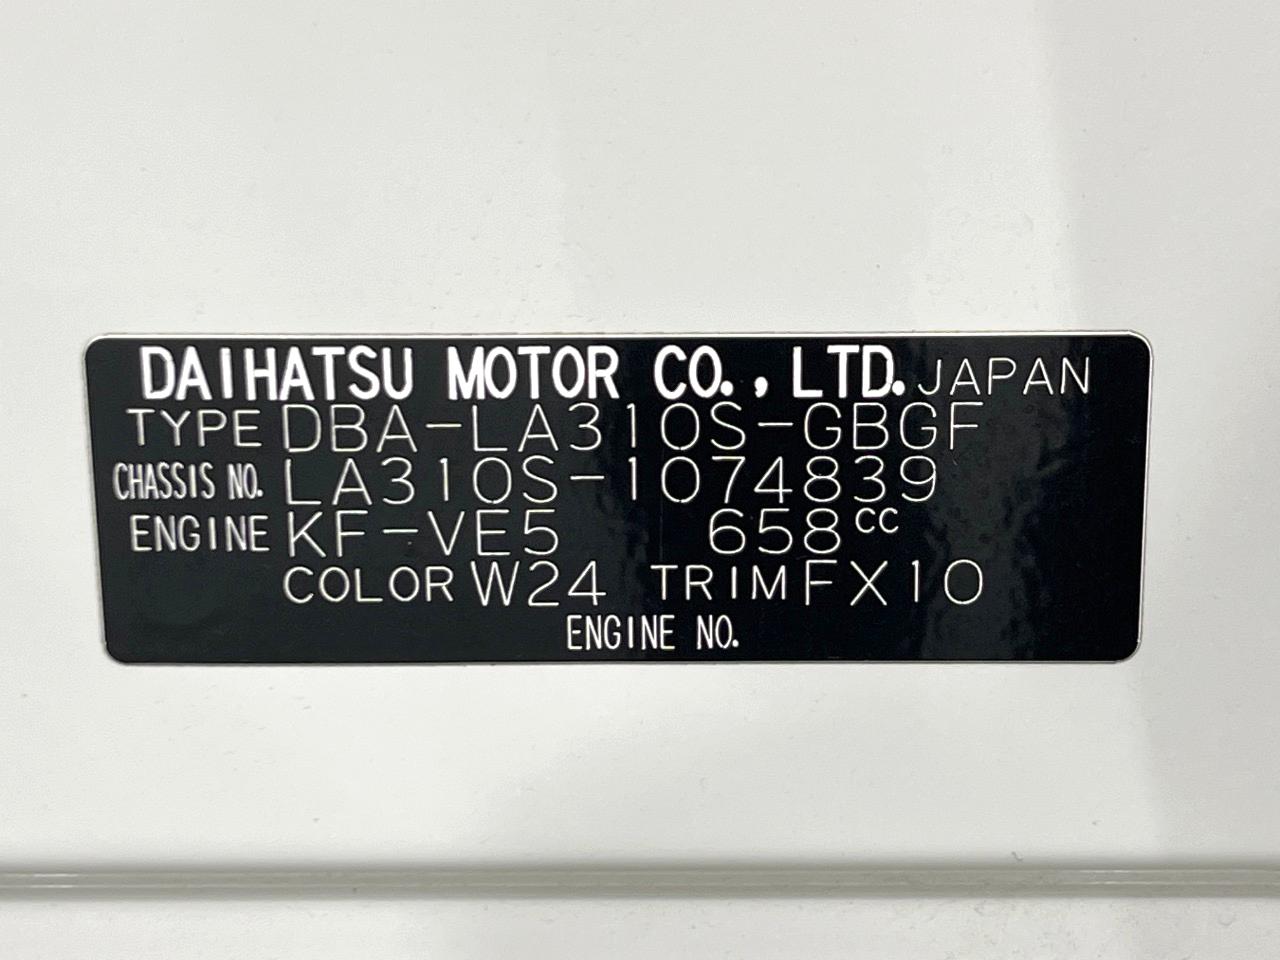 DAIHATSU MOTOR CO., LTD. JAPAN
TYPE DBA-LA310S-GBGF
CHASSIS NO. LA310S-1074839
ENGINE KF-VE5 658cc
COLOR W24 TRIM FX10
ENGINE NO.